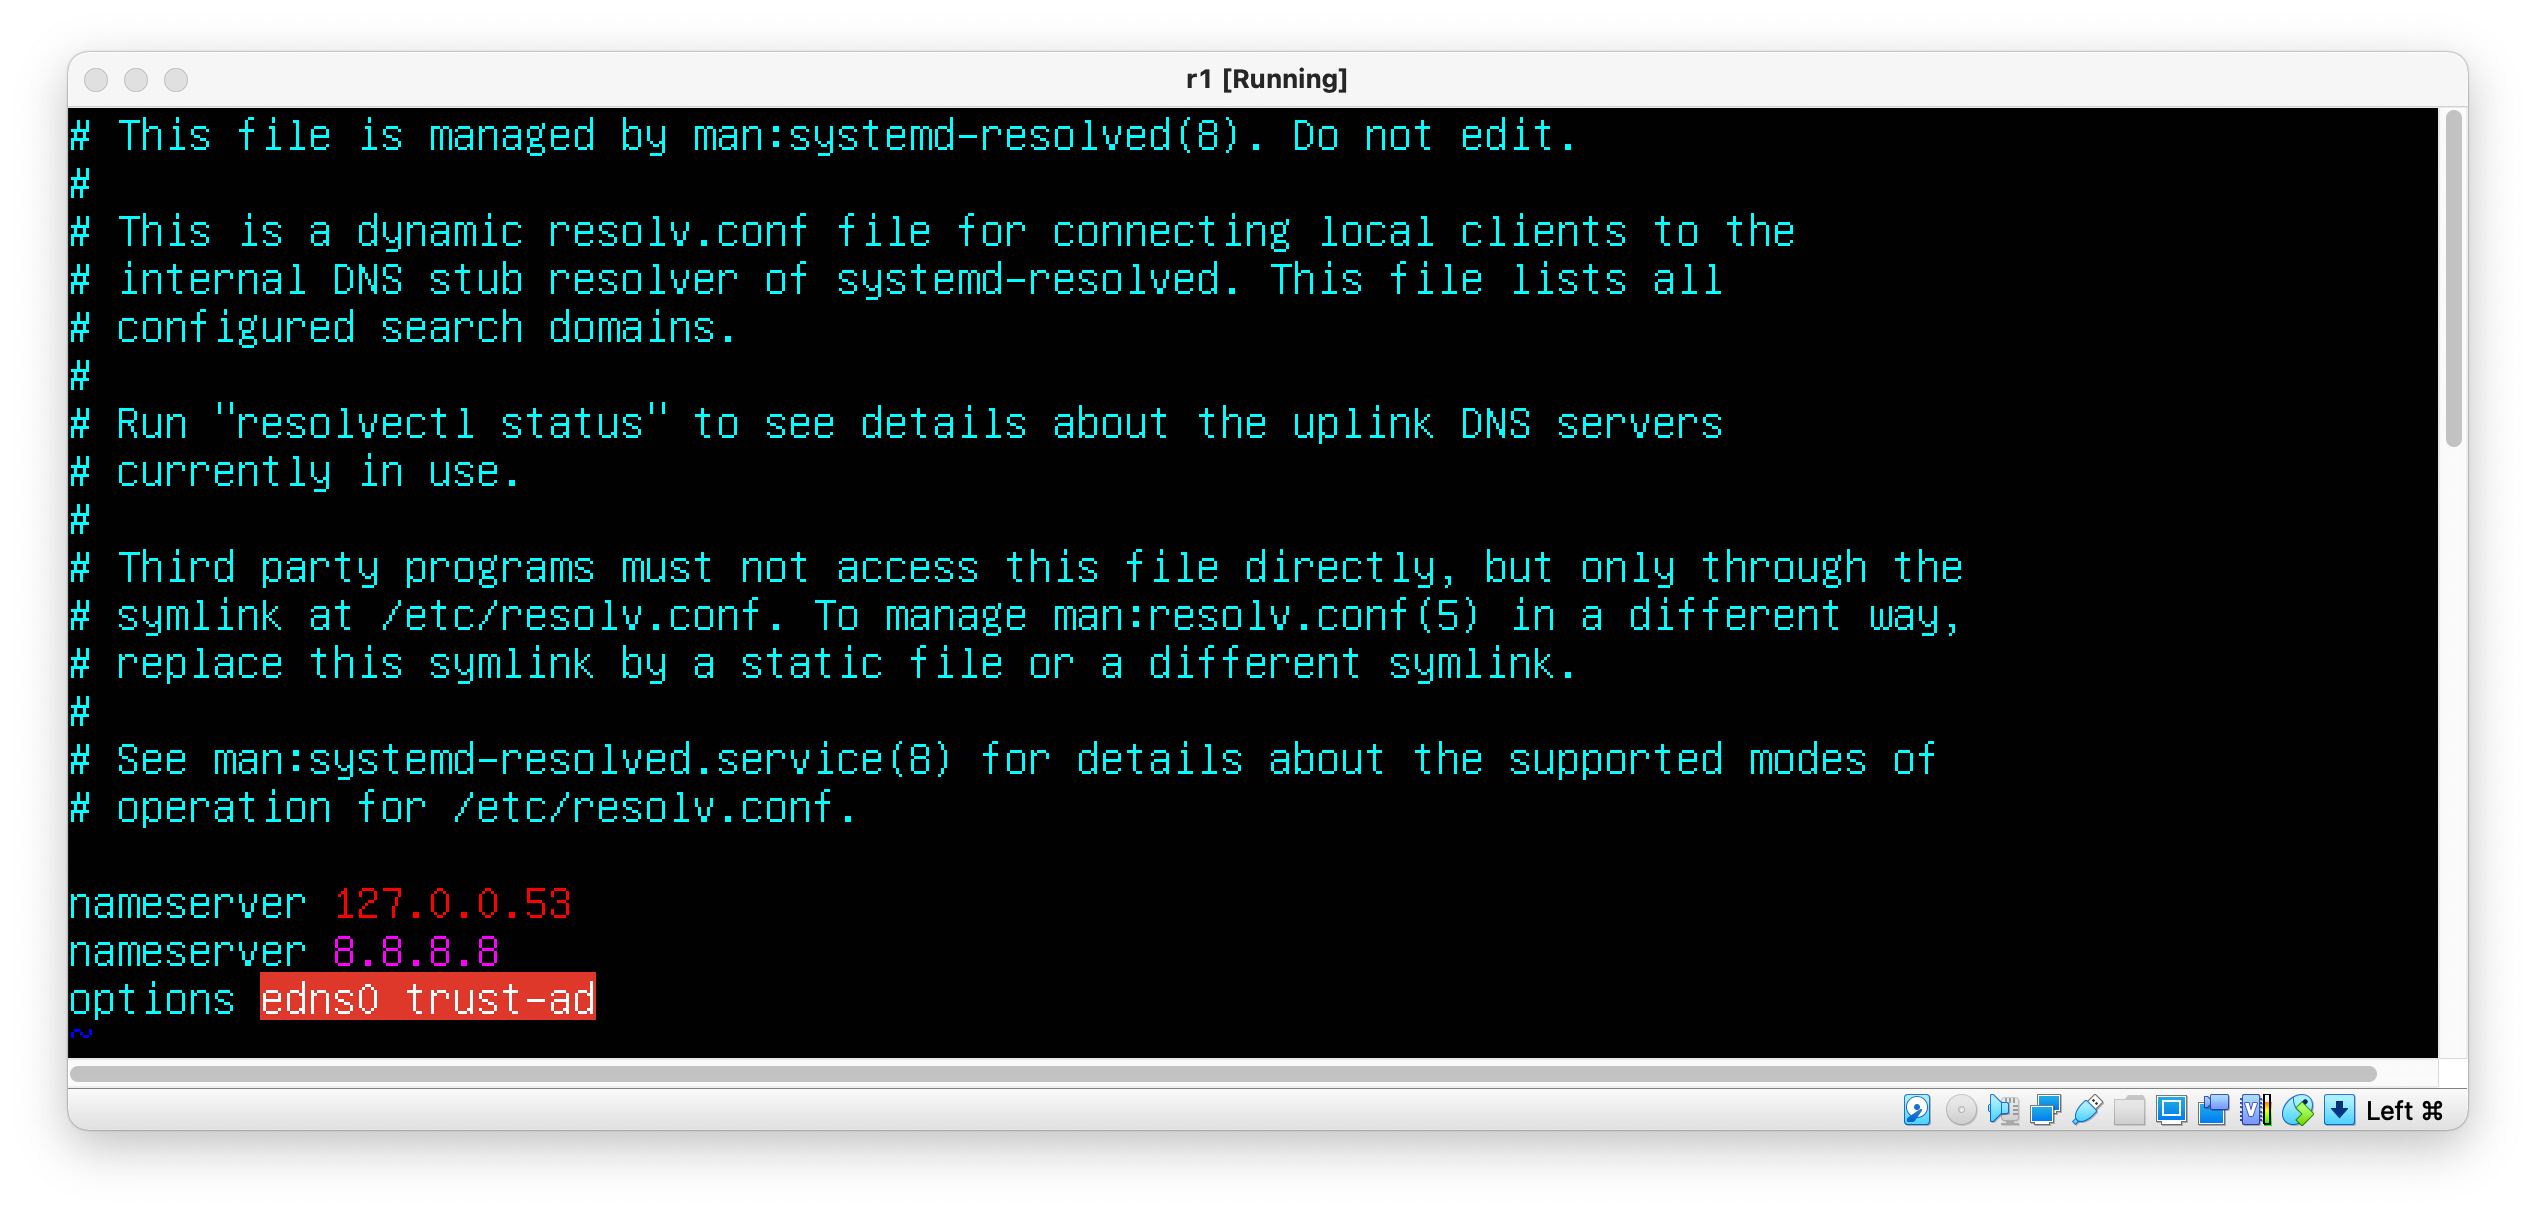 r1 [Running]
# This file is managed by man:systemd-resolved(8). Do not edit.
#
# This is a dynamic resolv.conf file for connecting local clients to the
# internal DNS stub resolver of systemd-resolved. This file lists all
# configured search domains.
#
# Run "resolvectl status" to see details about the uplink DNS servers
# currently in use.
#
# Third party programs must not access this file directly, but only through the
# symlink at /etc/resolv.conf. To manage man:resolv.conf(5) in a different way,
# replace this symlink by a static file or a different symlink.
#
# See man:systemd-resolved.service(8) for details about the supported modes of
# operation for /etc/resolv.conf.
nameserver 127.0.0.53
nameserver 8.8.8.8
options edns0 trust-ad
~
Left ⌘